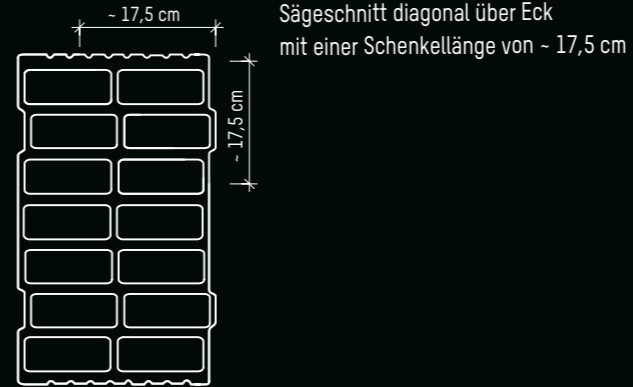 ~ 17,5 cm
Sägeschnitt diagonal über Eck
mit einer Schenkellänge von ~ 17,5 cm
~ 17,5 cm